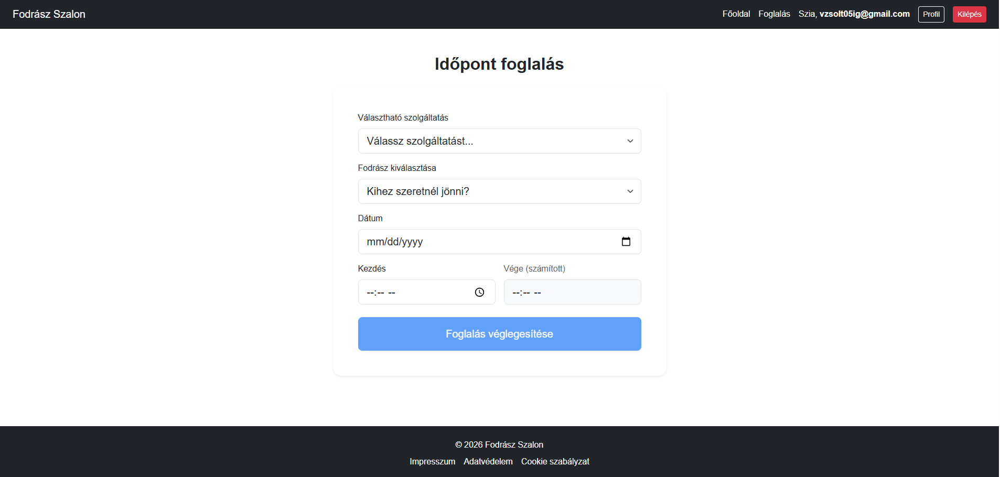 Fodrász Szalon
Főoldal Foglalás Szia, vzsolt05ig@gmail.com Profil Kilépés
Időpont foglalás
Választható szolgáltatás
Válassz szolgáltatást...
Fodrász kiválasztása
Kihez szeretnél jönni?
Dátum
mm/dd/yyyy
Kezdés Vége (számított)
--:-- -- --:-- --
Foglalás véglegesítése
© 2026 Fodrász Szalon
Impresszum Adatvédelem Cookie szabályzat